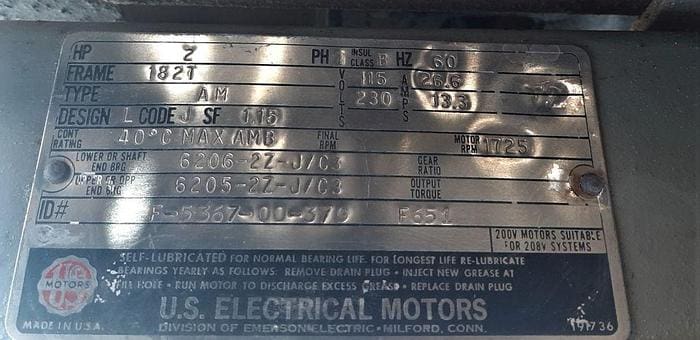 HP 2 PH INSUL CLASS B HZ 60
FRAME 182T VOLTS 115 AMPS 26.6
TYPE AM 230 13.3
DESIGN L CODE J SF 1.15
CONT RATING 40°C MAX AMB FINAL RPM MOTOR RPM 1725
LOWER OR SHAFT END BRG 6206-2Z-J/C3 GEAR RATIO
UPPER OR OPP END BRG 6205-2Z-J/C3 OUTPUT TORQUE
ID# F-5367-00-370 F651
200V MOTORS SUITABLE
FOR 208V SYSTEMS
SELF-LUBRICATED FOR NORMAL BEARING LIFE. FOR LONGEST LIFE RE-LUBRICATE
BEARINGS YEARLY AS FOLLOWS: REMOVE DRAIN PLUG • INJECT NEW GREASE AT
FILL HOLE • RUN MOTOR TO DISCHARGE EXCESS GREASE • REPLACE DRAIN PLUG
US MOTORS
U.S. ELECTRICAL MOTORS
MADE IN U.S.A. DIVISION OF EMERSON ELECTRIC • MILFORD, CONN. 191736